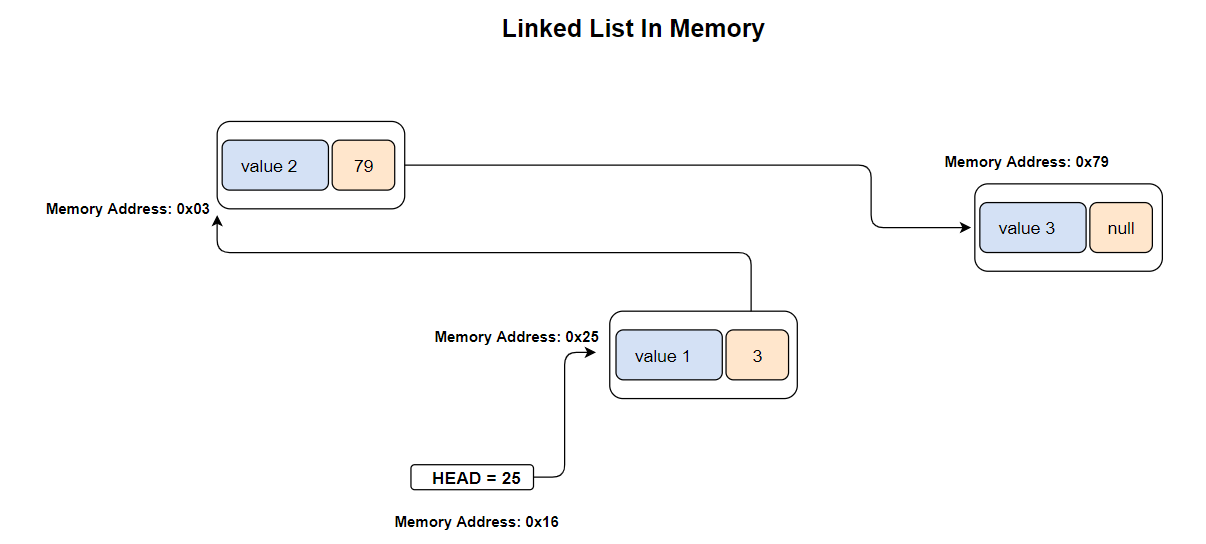 Linked List In Memory
value 2
79
Memory Address: 0x79
Memory Address: 0x03
value 3
null
Memory Address: 0x25
value 1
3
HEAD = 25
Memory Address: 0x16